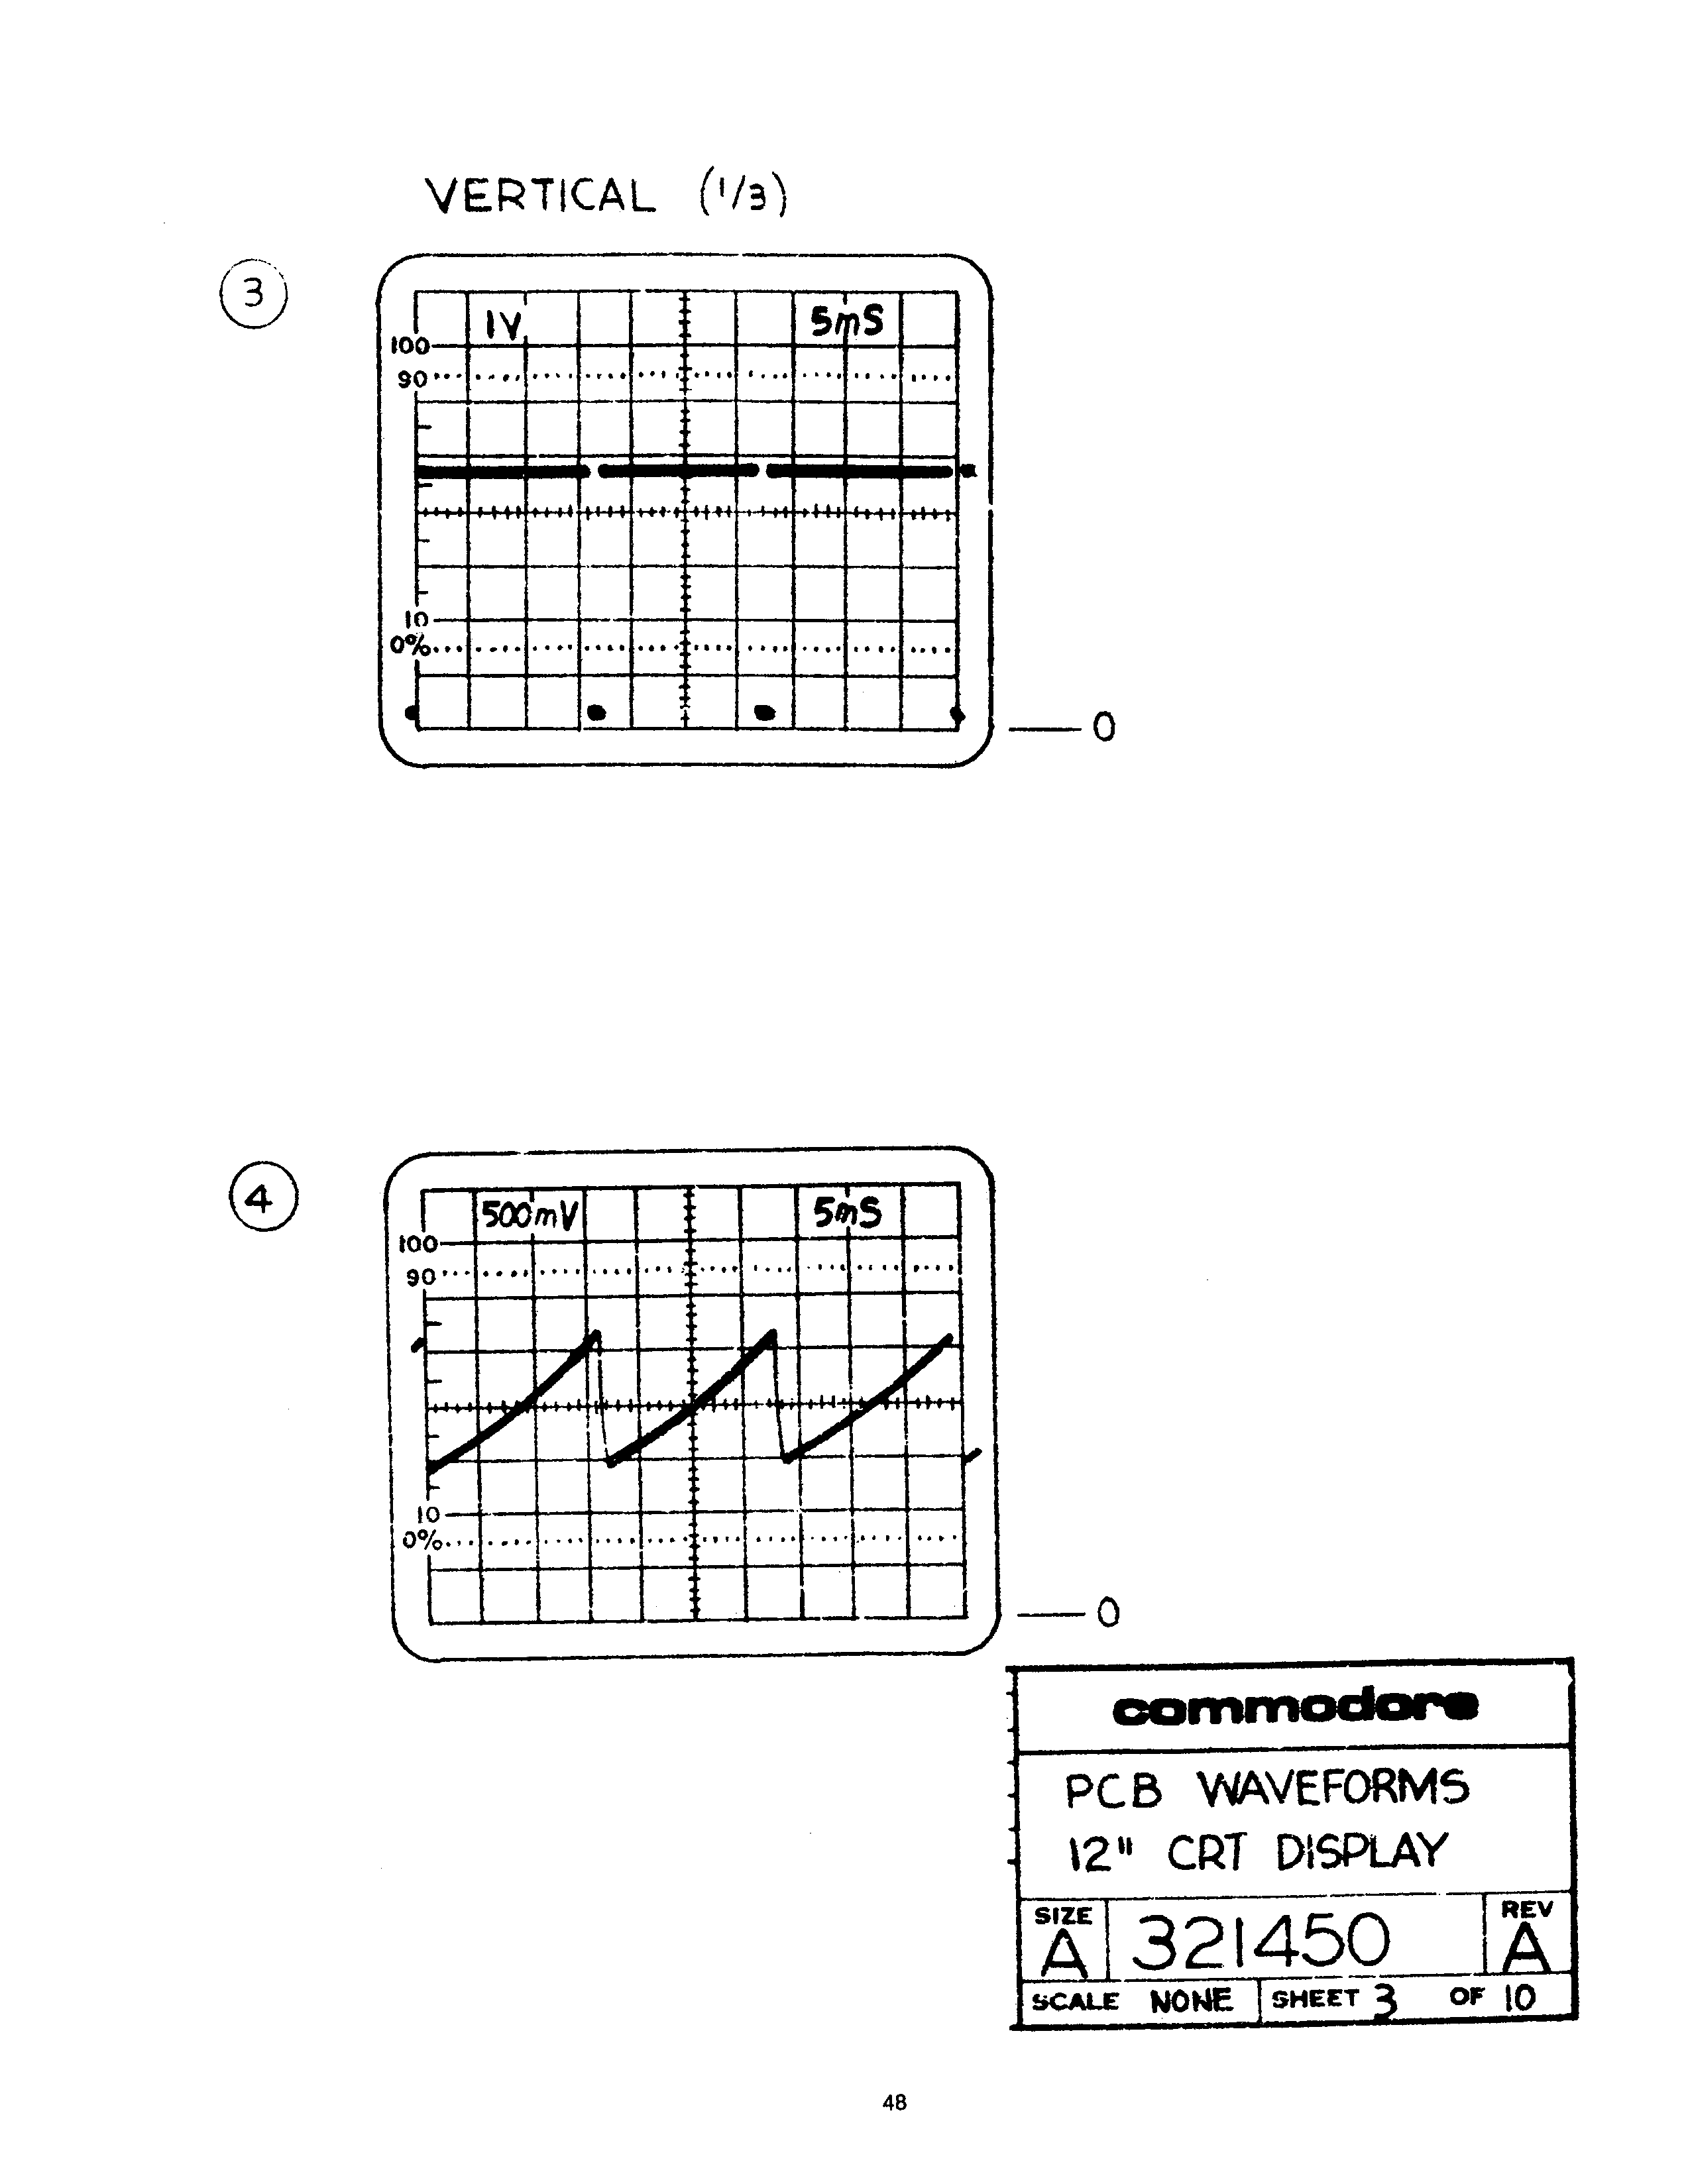 VERTICAL (1/3)
3
1V 5mS
100
90
10
0%
0
4
500mV 5mS
100
90
10
0%
0
commodore
PCB WAVEFORMS
12" CRT DISPLAY
SIZE A 321450 REV A
SCALE NONE SHEET 3 OF 10
48